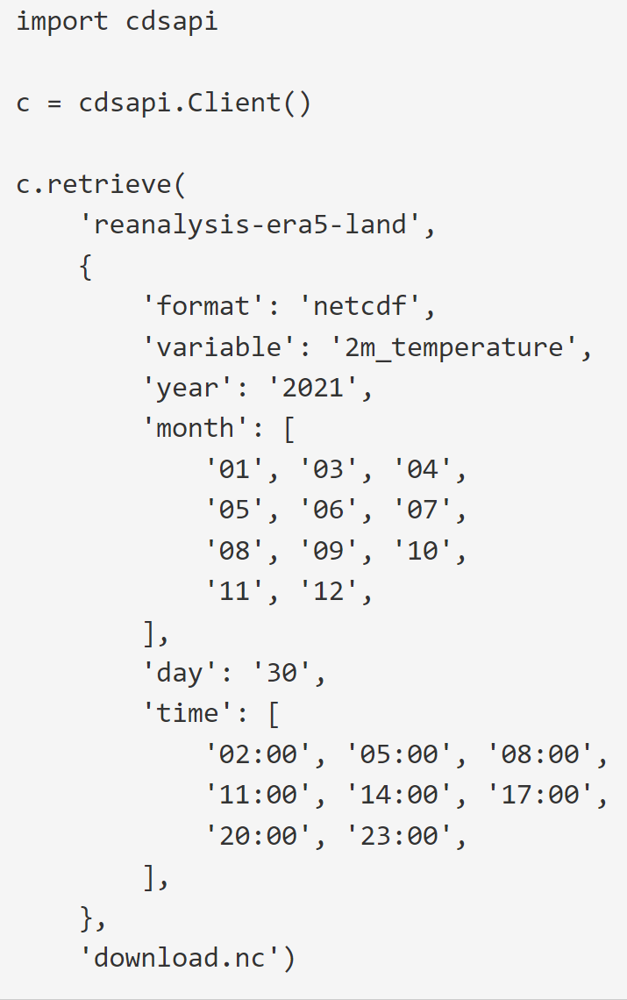 import cdsapi
c = cdsapi.Client()
c.retrieve(
    'reanalysis-era5-land',
    {
        'format': 'netcdf',
        'variable': '2m_temperature',
        'year': '2021',
        'month': [
            '01', '03', '04',
            '05', '06', '07',
            '08', '09', '10',
            '11', '12',
        ],
        'day': '30',
        'time': [
            '02:00', '05:00', '08:00',
            '11:00', '14:00', '17:00',
            '20:00', '23:00',
        ],
    },
    'download.nc')